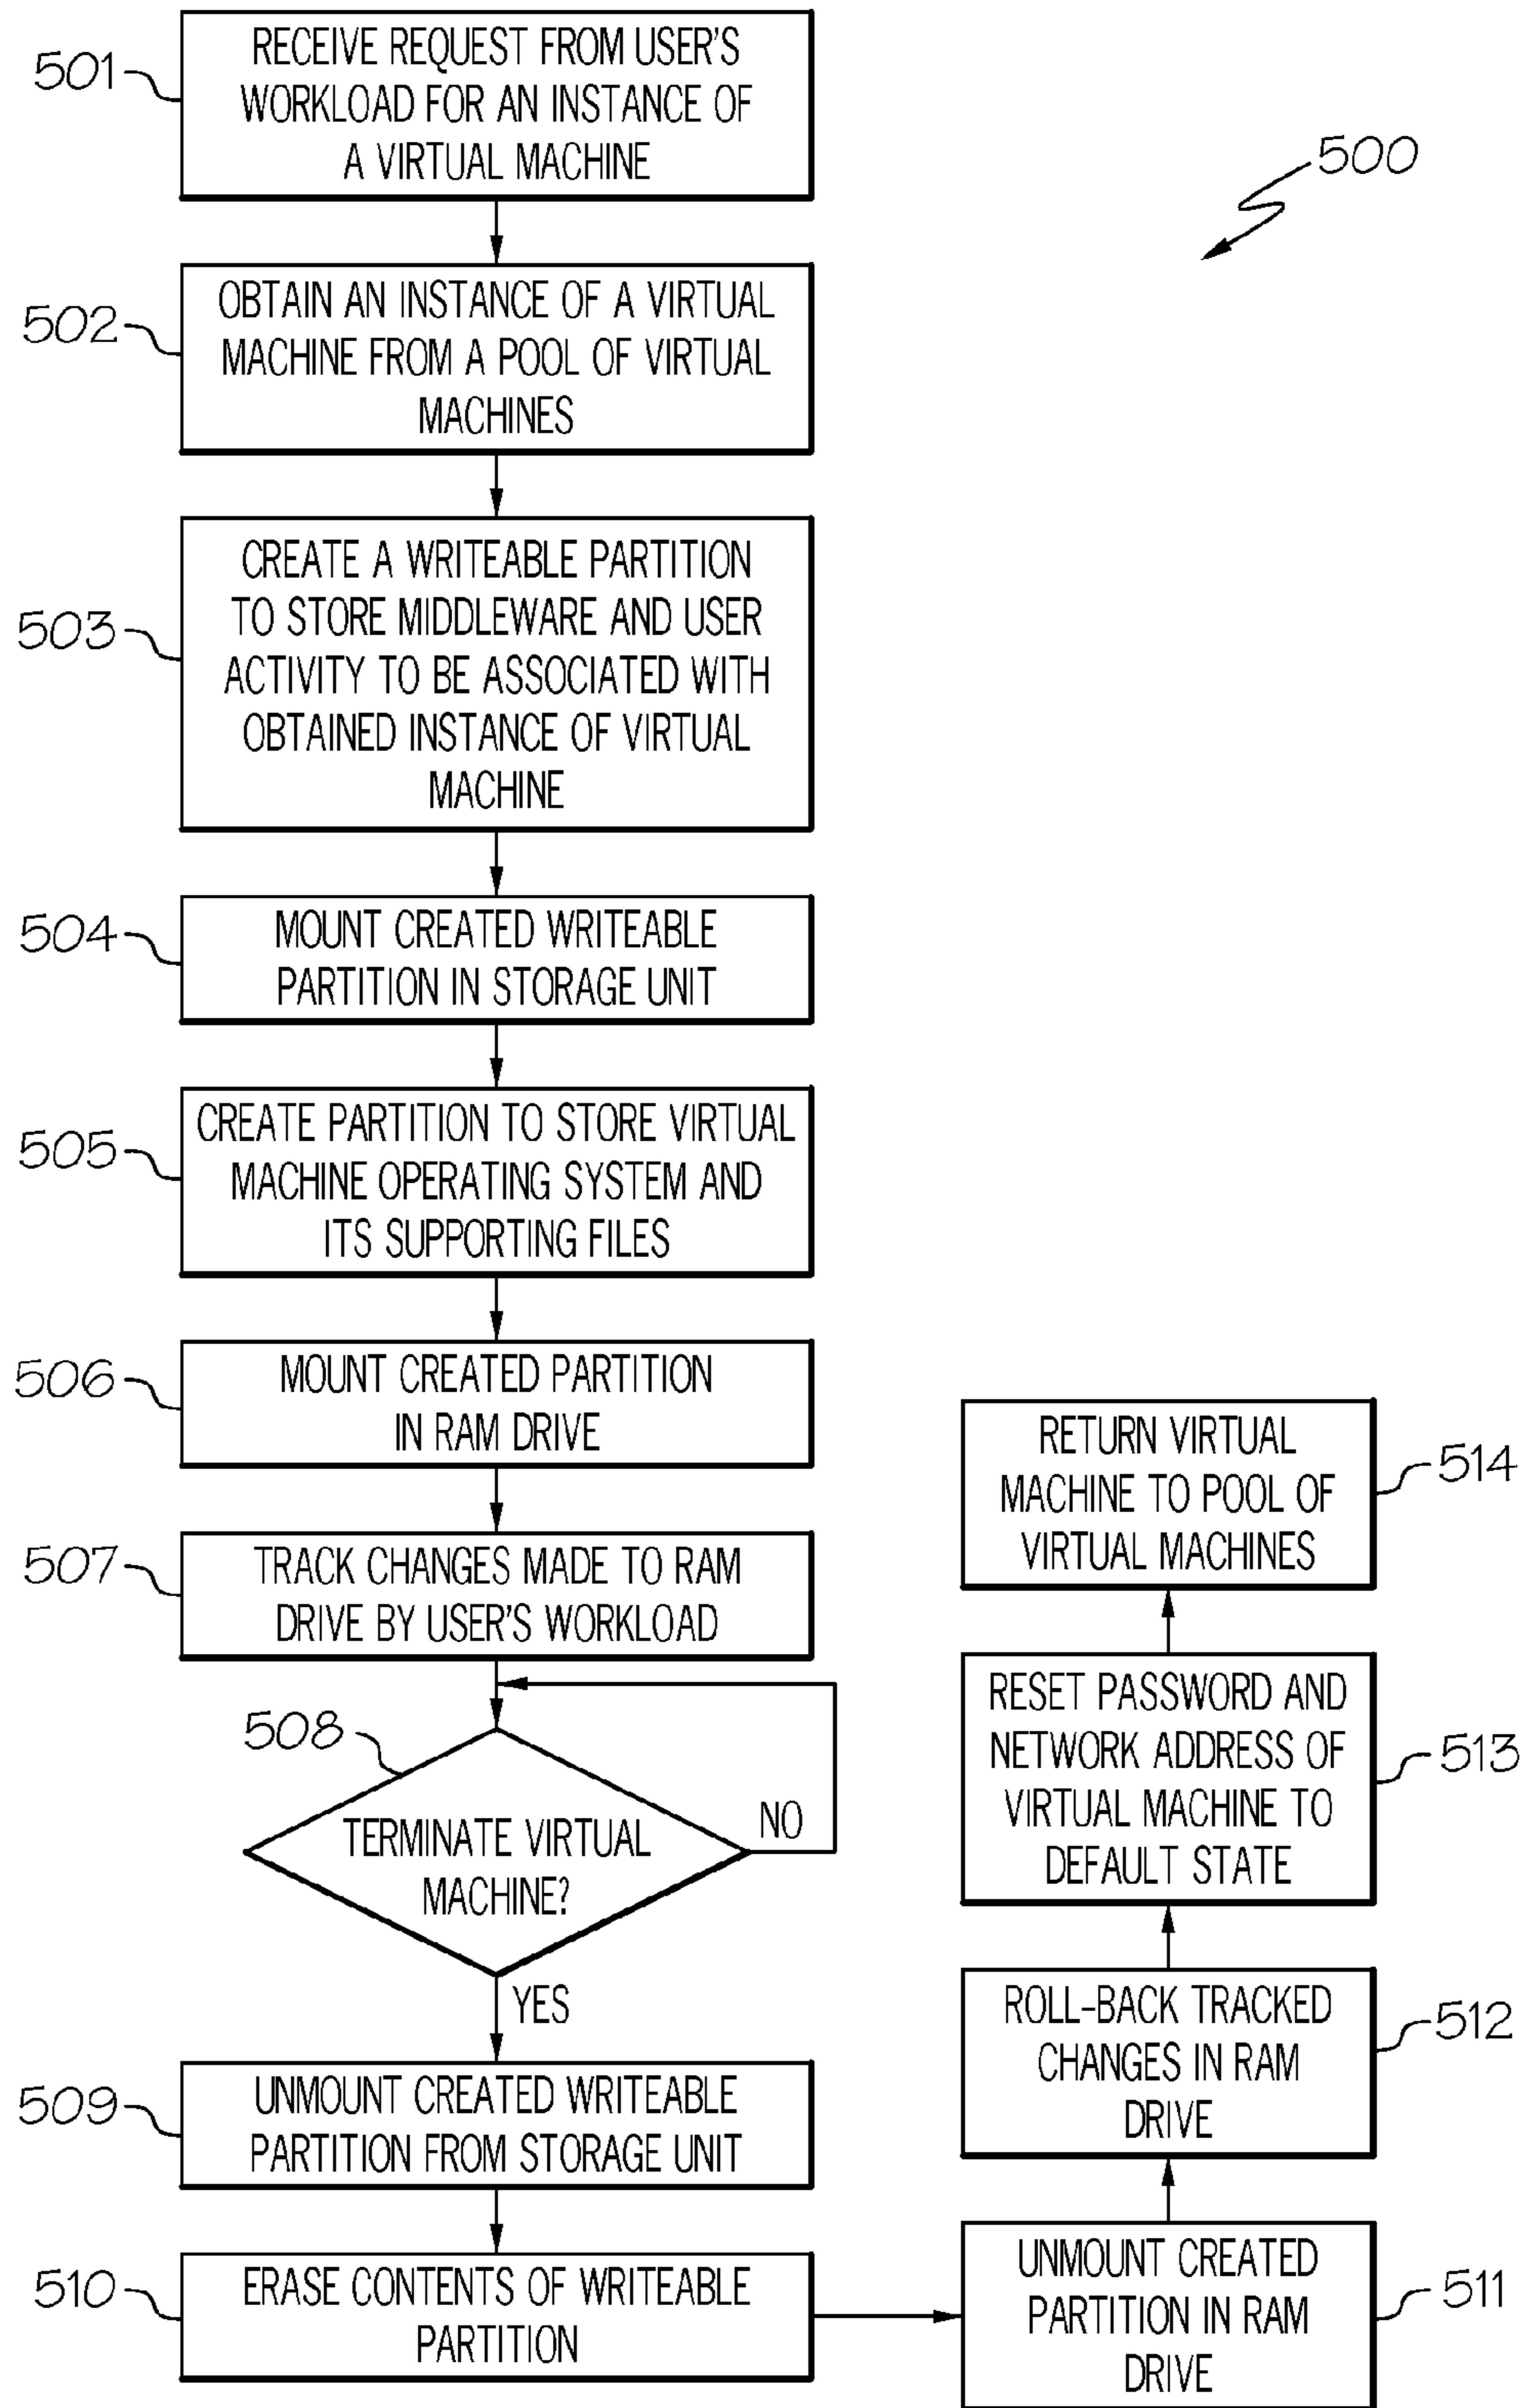 501
RECEIVE REQUEST FROM USER'S
WORKLOAD FOR AN INSTANCE OF
A VIRTUAL MACHINE
500
502
OBTAIN AN INSTANCE OF A VIRTUAL
MACHINE FROM A POOL OF VIRTUAL
MACHINES
503
CREATE A WRITEABLE PARTITION
TO STORE MIDDLEWARE AND USER
ACTIVITY TO BE ASSOCIATED WITH
OBTAINED INSTANCE OF VIRTUAL
MACHINE
504
MOUNT CREATED WRITEABLE
PARTITION IN STORAGE UNIT
505
CREATE PARTITION TO STORE VIRTUAL
MACHINE OPERATING SYSTEM AND
ITS SUPPORTING FILES
506
MOUNT CREATED PARTITION
IN RAM DRIVE
507
TRACK CHANGES MADE TO RAM
DRIVE BY USER'S WORKLOAD
508
TERMINATE VIRTUAL
MACHINE?
NO
YES
509
UNMOUNT CREATED WRITEABLE
PARTITION FROM STORAGE UNIT
510
ERASE CONTENTS OF WRITEABLE
PARTITION
UNMOUNT CREATED
PARTITION IN RAM
DRIVE
511
ROLL-BACK TRACKED
CHANGES IN RAM
DRIVE
512
RESET PASSWORD AND
NETWORK ADDRESS OF
VIRTUAL MACHINE TO
DEFAULT STATE
513
RETURN VIRTUAL
MACHINE TO POOL OF
VIRTUAL MACHINES
514